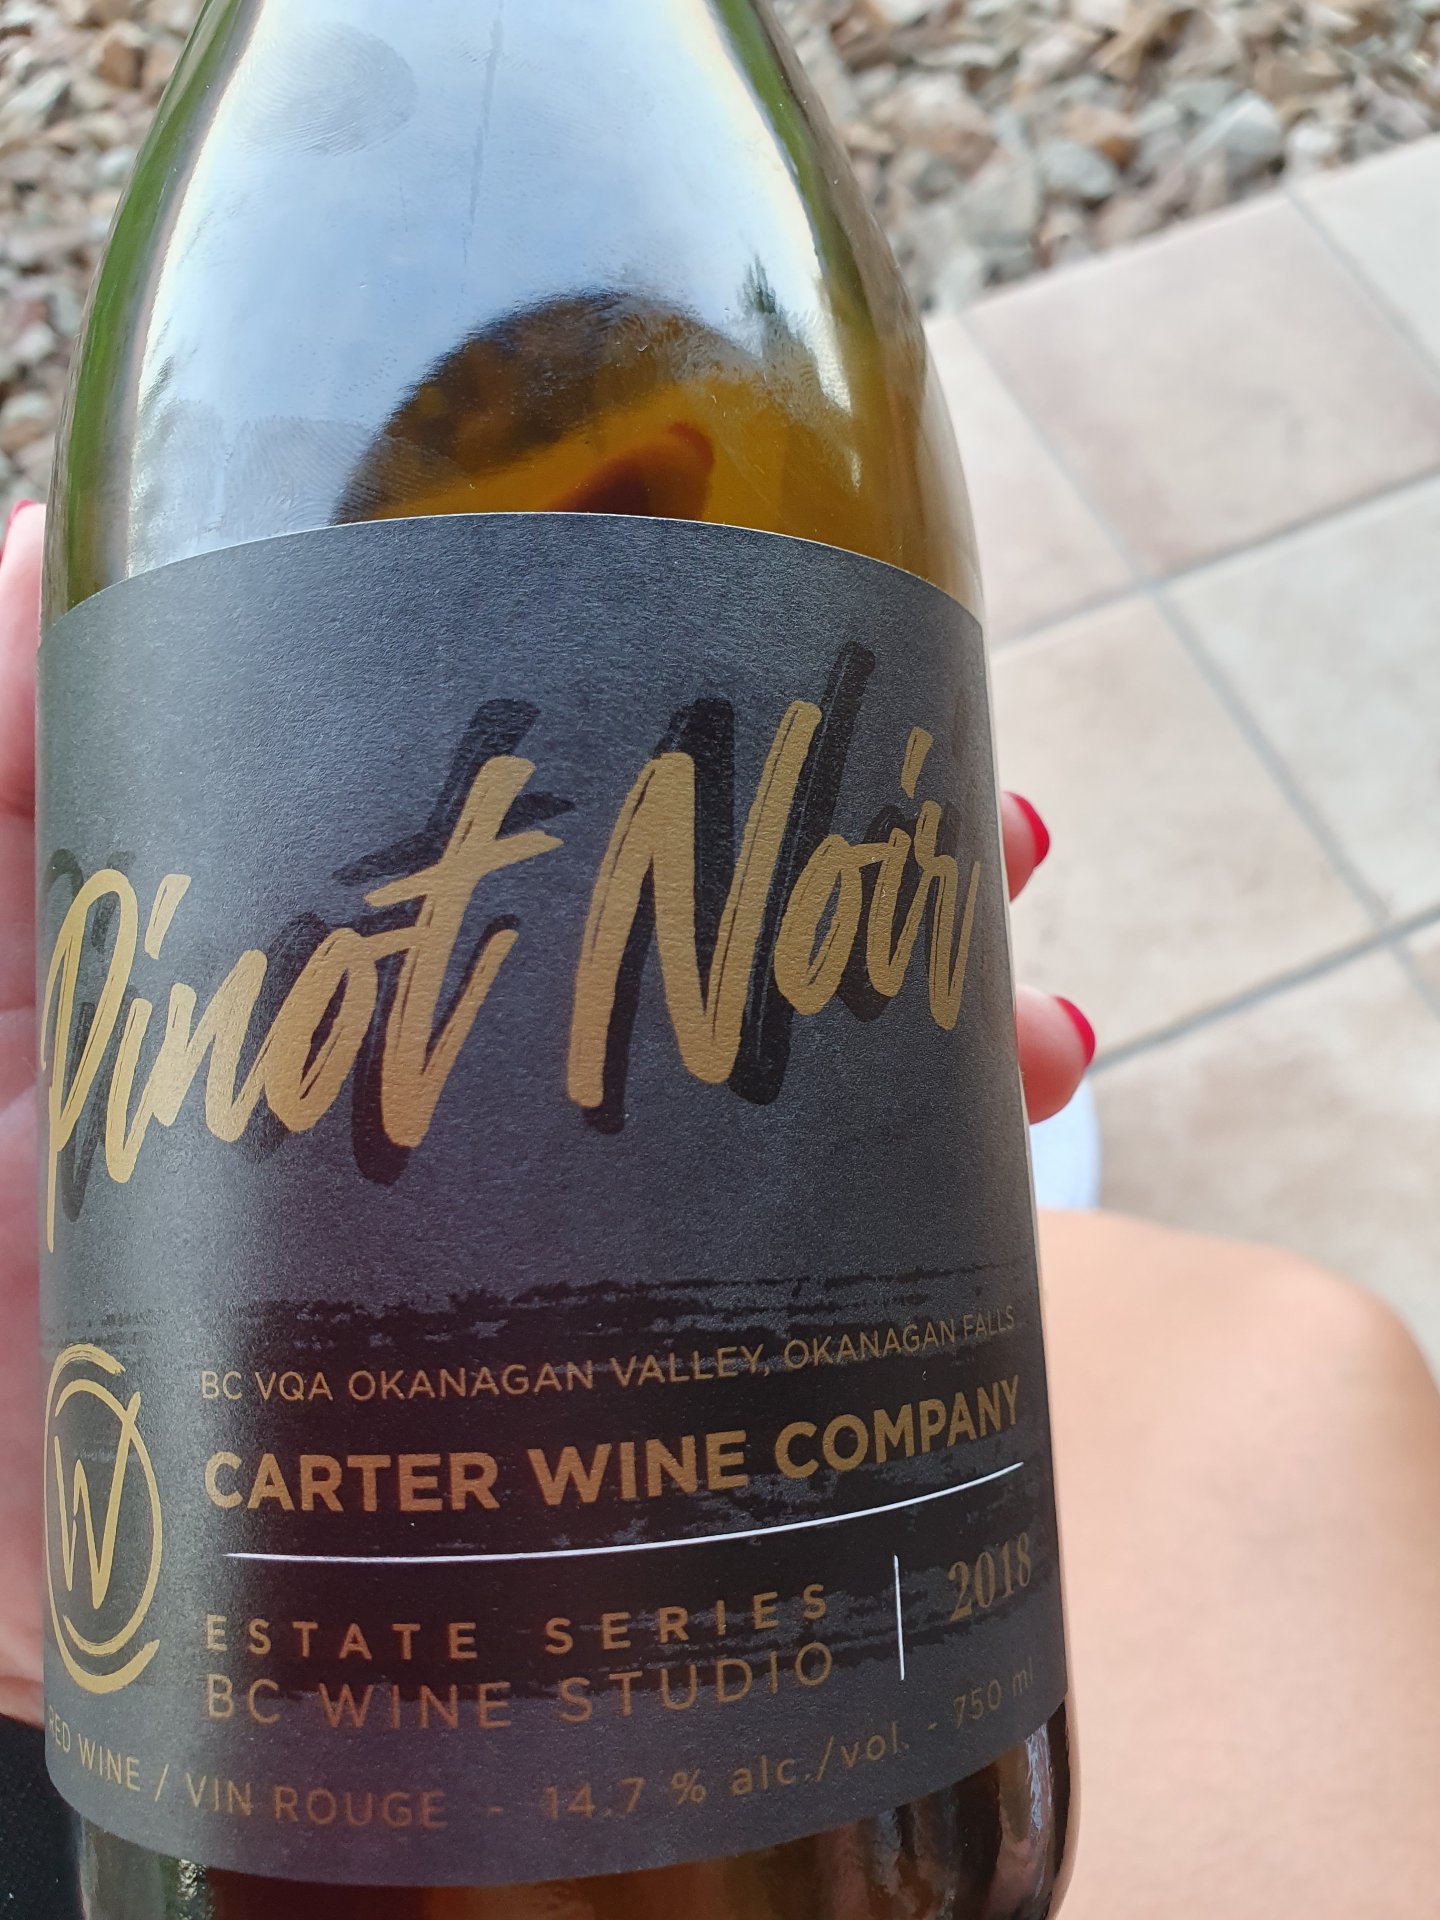 Pinot Noir
BC VQA OKANAGAN VALLEY, OKANAGAN FALLS
CARTER WINE COMPANY
W
ESTATE SERIES
BC WINE STUDIO
2018
RED WINE / VIN ROUGE - 14.7 % alc./vol. - 750 ml